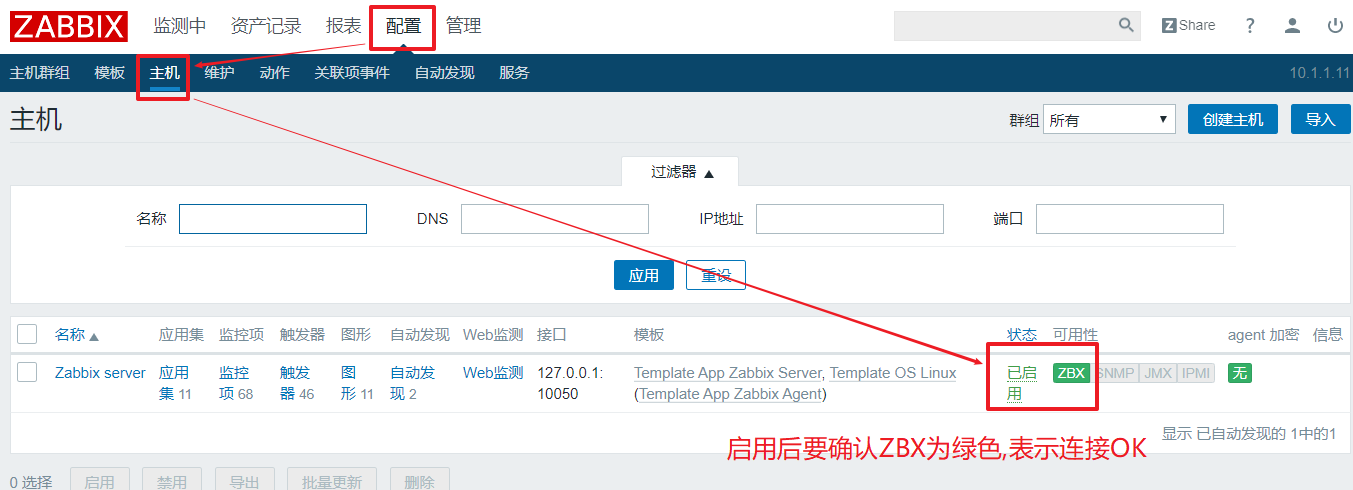 ZABBIX 监测中 资产记录 报表 配置 管理 Share ?
主机群组 模板 主机 维护 动作 关联项事件 自动发现 服务 10.1.1.11
主机 群组 所有 创建主机 导入
过滤器
名称 DNS IP地址 端口
应用 重设
名称 应用集 监控项 触发器 图形 自动发现 Web监测 接口 模板 状态 可用性 agent 加密 信息
Zabbix server 应用集 11 监控项 68 触发器 46 图形 11 自动发现 2 Web监测 127.0.0.1: 10050 Template App Zabbix Server, Template OS Linux (Template App Zabbix Agent) 已启用 ZBX SNMP JMX IPMI 无
显示 已自动发现的 1中的1
启用后要确认ZBX为绿色,表示连接OK
0 选择 启用 禁用 导出 批量更新 删除